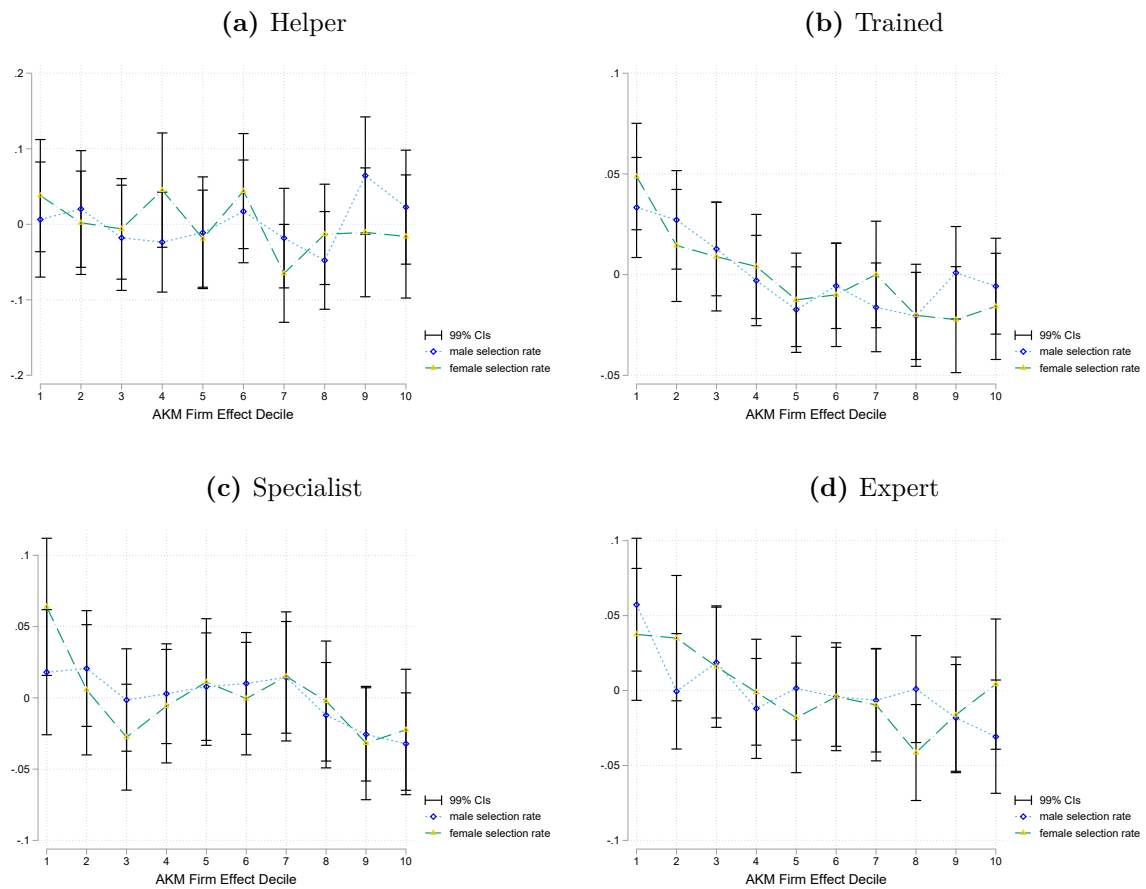 (a) Helper
.2
.1
0
-.1
-.2
1 2 3 4 5 6 7 8 9 10
AKM Firm Effect Decile
99% CIs
male selection rate
female selection rate
(b) Trained
.1
0.05
0
-.05
1 2 3 4 5 6 7 8 9 10
AKM Firm Effect Decile
99% CIs
male selection rate
female selection rate
(c) Specialist
.1
0.05
0
-.05
-.1
1 2 3 4 5 6 7 8 9 10
AKM Firm Effect Decile
99% CIs
male selection rate
female selection rate
(d) Expert
.1
0.05
0
-.05
-.1
1 2 3 4 5 6 7 8 9 10
AKM Firm Effect Decile
99% CIs
male selection rate
female selection rate